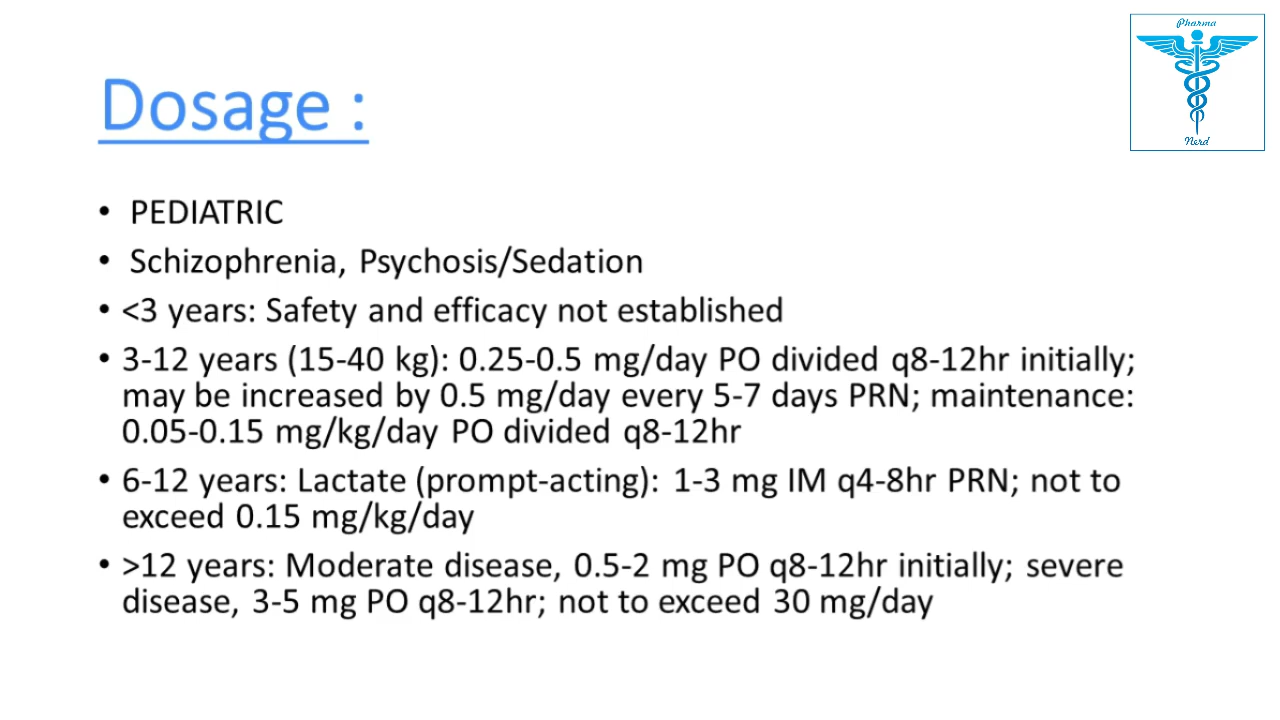 Pharma
Nerd
Dosage :
• PEDIATRIC
• Schizophrenia, Psychosis/Sedation
• <3 years: Safety and efficacy not established
• 3-12 years (15-40 kg): 0.25-0.5 mg/day PO divided q8-12hr initially;
may be increased by 0.5 mg/day every 5-7 days PRN; maintenance:
0.05-0.15 mg/kg/day PO divided q8-12hr
• 6-12 years: Lactate (prompt-acting): 1-3 mg IM q4-8hr PRN; not to
exceed 0.15 mg/kg/day
• >12 years: Moderate disease, 0.5-2 mg PO q8-12hr initially; severe
disease, 3-5 mg PO q8-12hr; not to exceed 30 mg/day